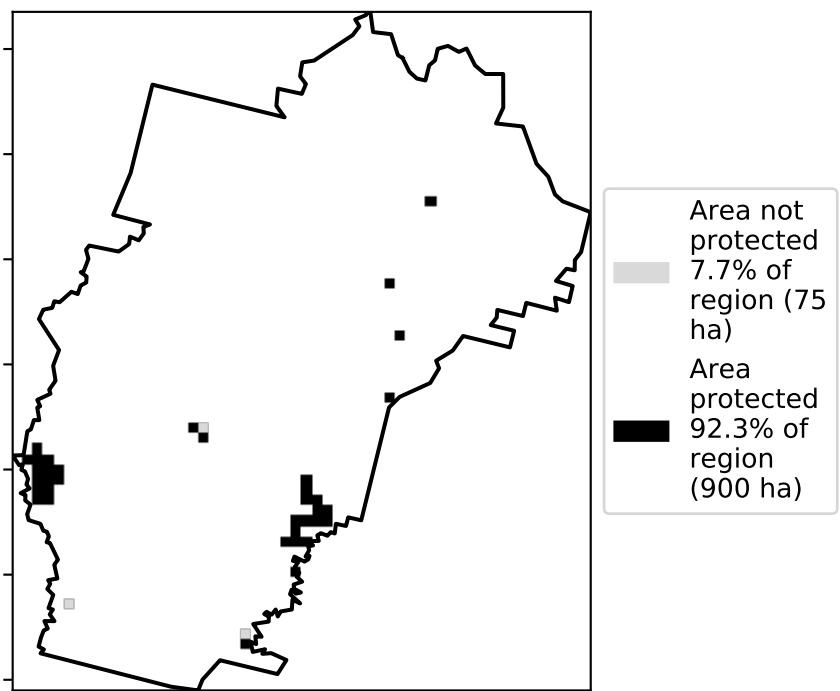 Area not
protected
7.7% of
region (75
ha)
Area
protected
92.3% of
region
(900 ha)